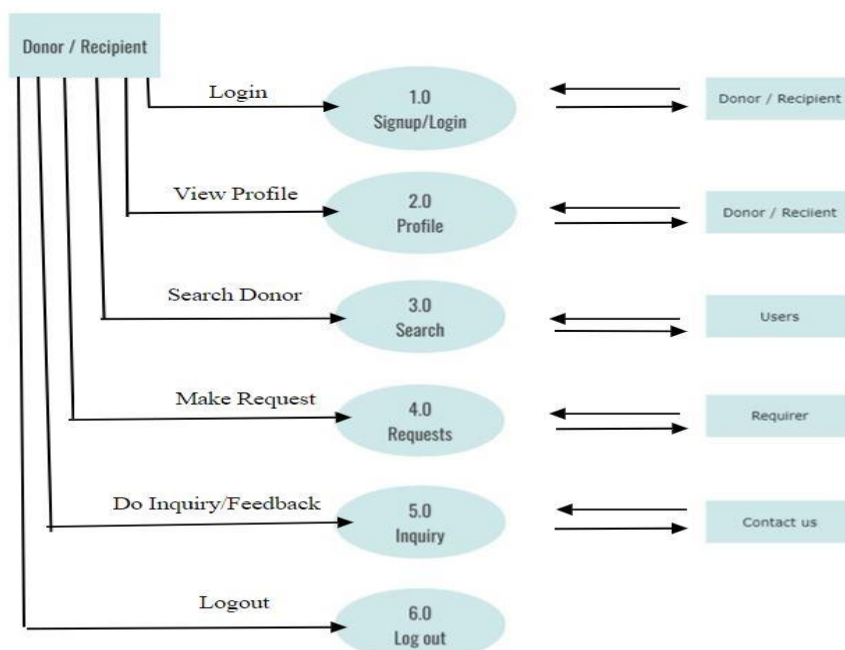 Donor / Recipient
Login
1.0
Signup/Login
Donor / Recipient
View Profile
2.0
Profile
Donor / Reclient
Search Donor
3.0
Search
Users
Make Request
4.0
Requests
Requirer
Do Inquiry/Feedback
5.0
Inquiry
Contact us
Logout
6.0
Log out